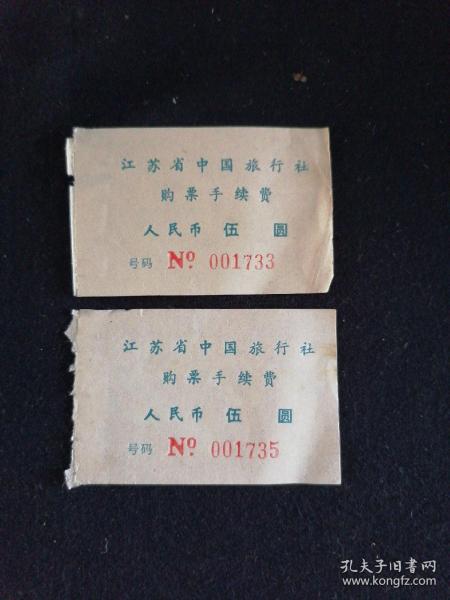 江苏省中国旅行社
购票手续费
人民币 伍 圆
号码 Nº 001733
江苏省中国旅行社
购票手续费
人民币 伍 圆
号码 Nº 001735
孔夫子旧书网
www.kongfz.com